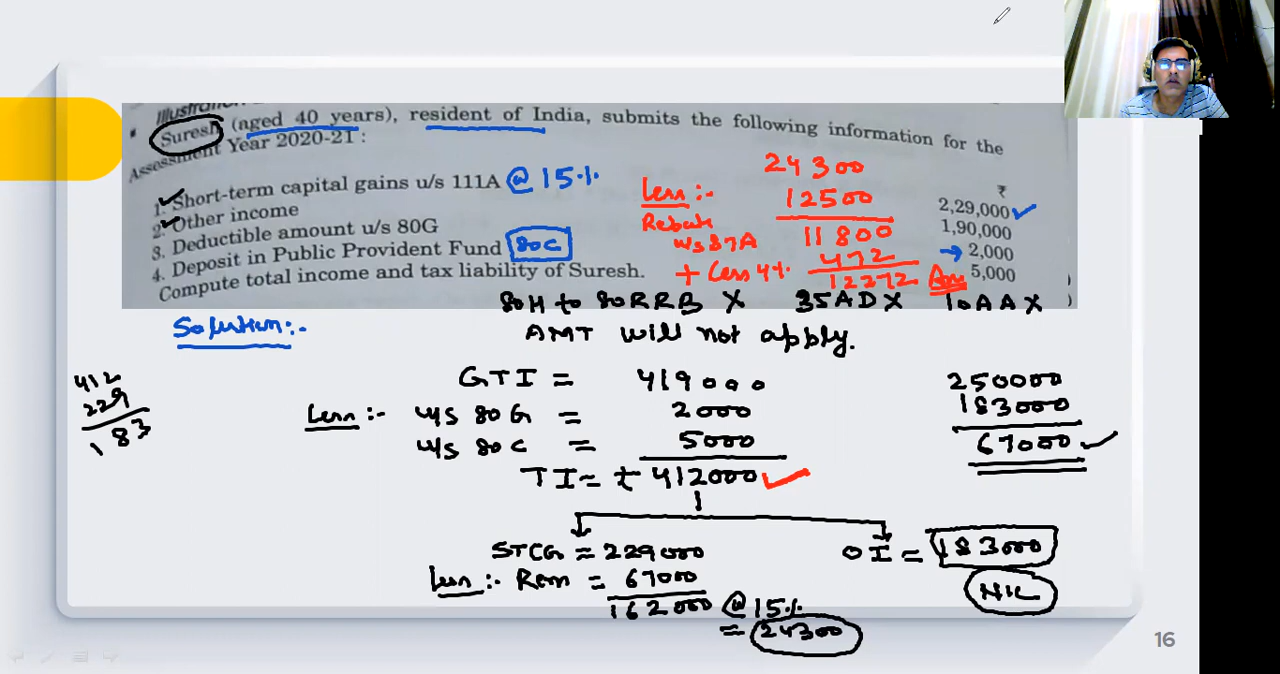 Illustration
Suresh (aged 40 years), resident of India, submits the following information for the
Assessment Year 2020-21 :
₹
1. Short-term capital gains u/s 111A @ 15.1. 2,29,000
2. Other income 1,90,000
3. Deductible amount u/s 80G 2,000
4. Deposit in Public Provident Fund 80C 5,000
Compute total income and tax liability of Suresh.
24300
Less:- 12500
Rebate
u/s 87A 11800
472
+ Cess 4% 12272 Ans
80H to 80RRB X 35AD X 10AA X
AMT will not apply.
Solution:-
412
229
183
GTI = 419000
Less:- u/s 80G = 2000
u/s 80C = 5000
TI = ₹ 412000
250000
183000
67000
STCG = 229000 OI = 183000
Less:- Rem = 67000 NIL
162000 @ 15%
= 24300
16